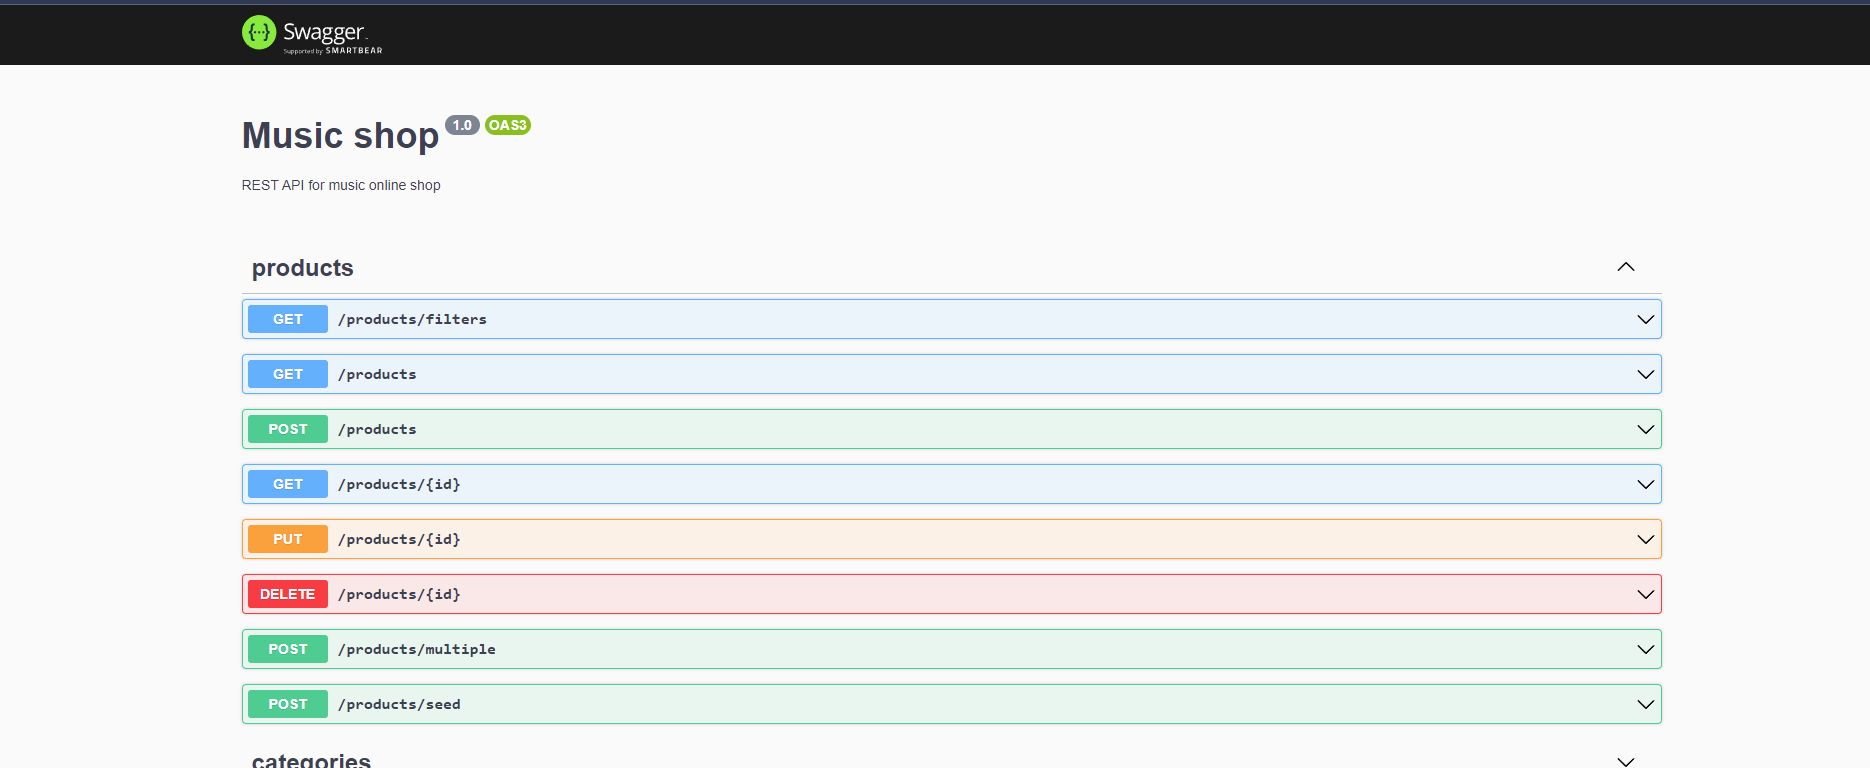 Swagger
Supported by SMARTBEAR
Music shop 1.0 OAS3
REST API for music online shop
products
GET /products/filters
GET /products
POST /products
GET /products/{id}
PUT /products/{id}
DELETE /products/{id}
POST /products/multiple
POST /products/seed
categories